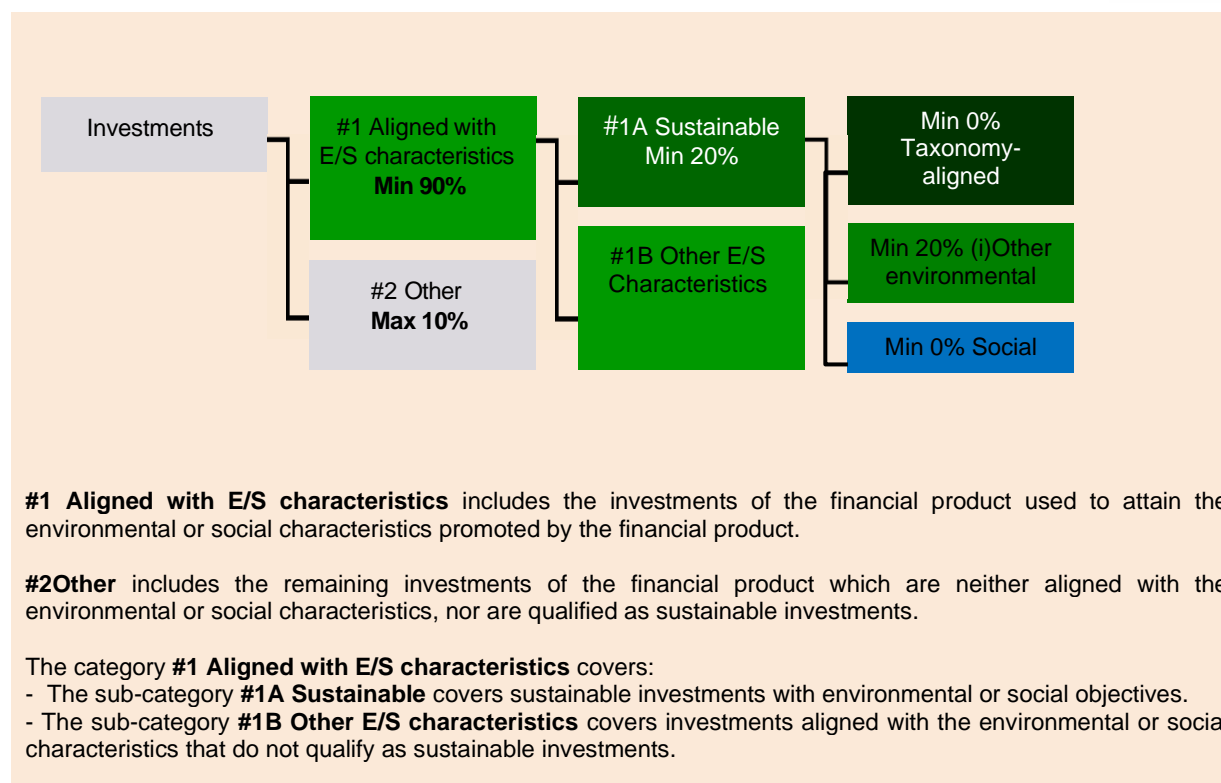 Investments
#1 Aligned with
E/S characteristics
Min 90%
#2 Other
Max 10%
#1A Sustainable
Min 20%
#1B Other E/S
Characteristics
Min 0%
Taxonomy-
aligned
Min 20% (i)Other
environmental
Min 0% Social
#1 Aligned with E/S characteristics includes the investments of the financial product used to attain the
environmental or social characteristics promoted by the financial product.
#2Other includes the remaining investments of the financial product which are neither aligned with the
environmental or social characteristics, nor are qualified as sustainable investments.
The category #1 Aligned with E/S characteristics covers:
- The sub-category #1A Sustainable covers sustainable investments with environmental or social objectives.
- The sub-category #1B Other E/S characteristics covers investments aligned with the environmental or social
characteristics that do not qualify as sustainable investments.